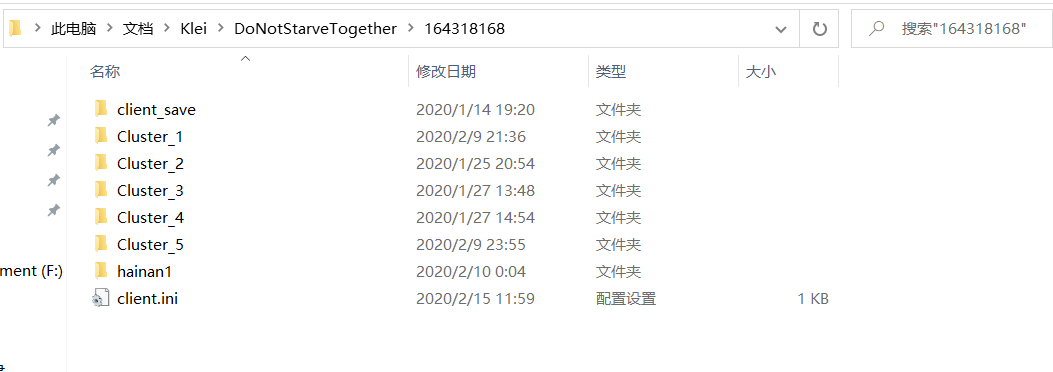 此电脑 > 文档 > Klei > DoNotStarveTogether > 164318168 搜索"164318168"
名称 修改日期 类型 大小
client_save 2020/1/14 19:20 文件夹
Cluster_1 2020/2/9 21:36 文件夹
Cluster_2 2020/1/25 20:54 文件夹
Cluster_3 2020/1/27 13:48 文件夹
Cluster_4 2020/1/27 14:54 文件夹
Cluster_5 2020/2/9 23:55 文件夹
ment (F:) hainan1 2020/2/10 0:04 文件夹
client.ini 2020/2/15 11:59 配置设置 1 KB